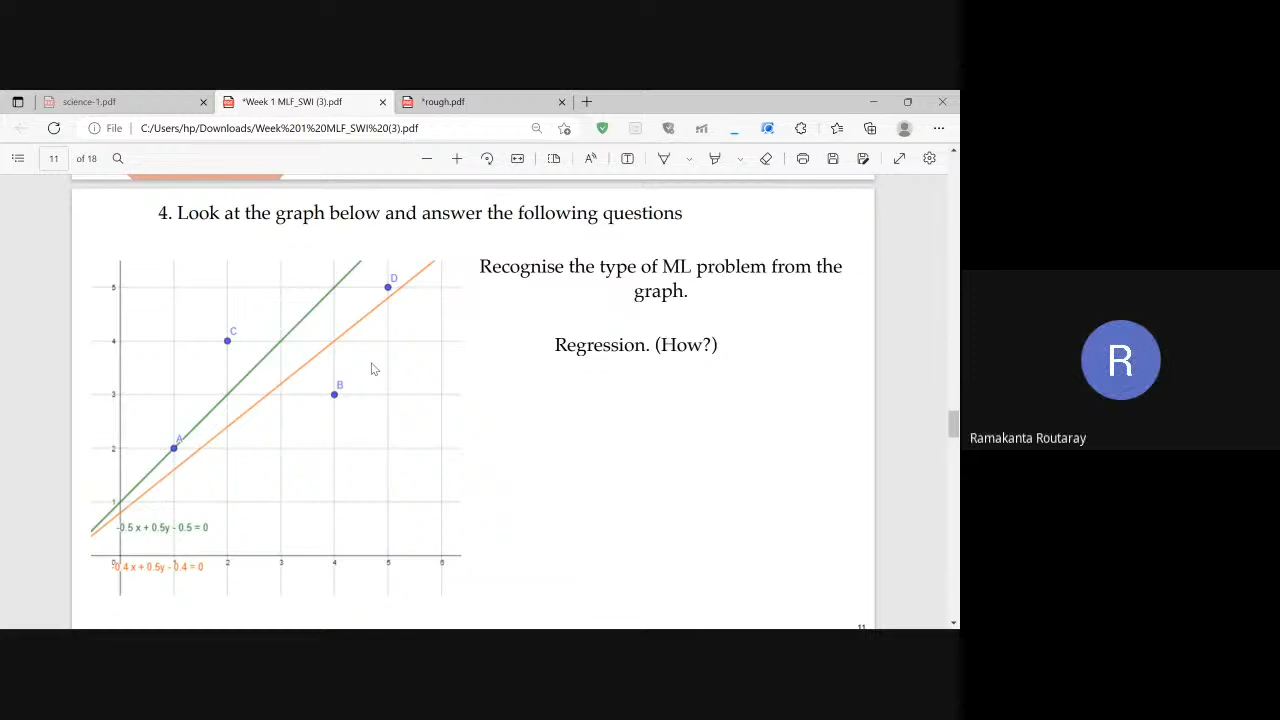 science-1.pdf
*Week 1 MLF_SWI (3).pdf
*rough.pdf
File
C:/Users/hp/Downloads/Week%201%20MLF_SWI%20(3).pdf
11 of 18
4. Look at the graph below and answer the following questions
Recognise the type of ML problem from the
graph.
Regression. (How?)
D
5
C
4
B
3
A
2
1
-0.5 x + 0.5y - 0.5 = 0
0 1 2 3 4 5 6
-0.4 x + 0.5y - 0.4 = 0
11
R
Ramakanta Routaray